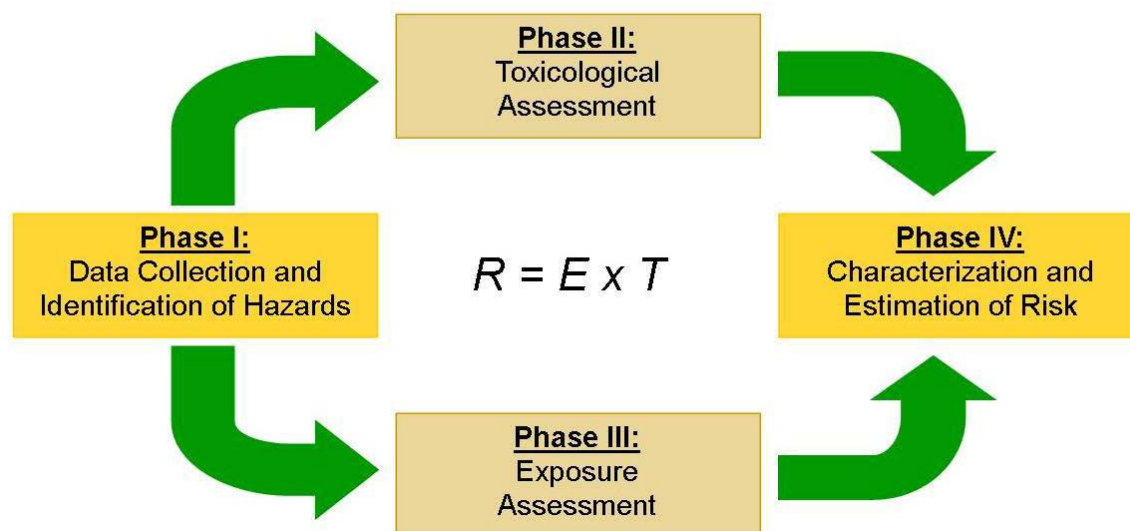 Phase II:
Toxicological
Assessment
Phase I:
Data Collection and
Identification of Hazards
R = E x T
Phase IV:
Characterization and
Estimation of Risk
Phase III:
Exposure
Assessment